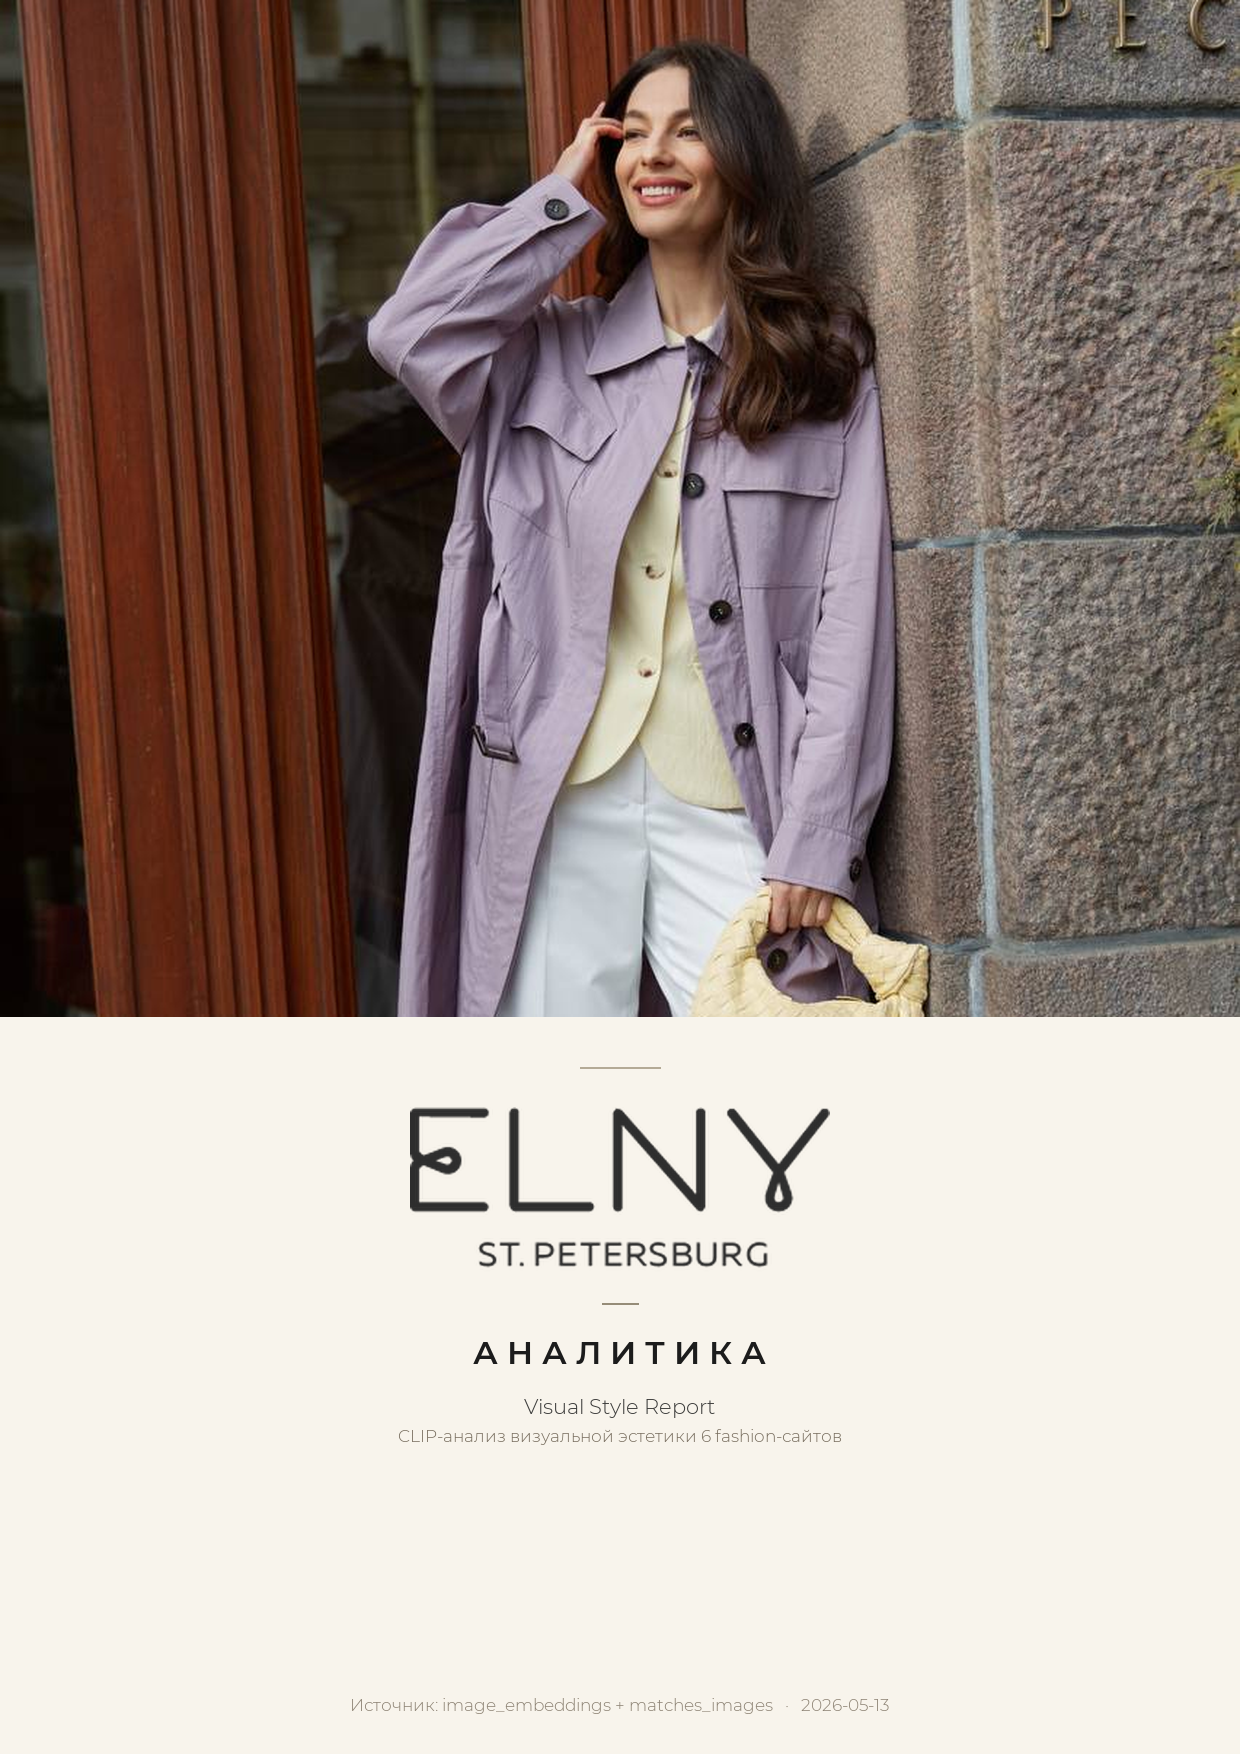 РЕС
ELNY
ST. PETERSBURG
АНАЛИТИКА
Visual Style Report
CLIP-анализ визуальной эстетики 6 fashion-сайтов
Источник: image_embeddings + matches_images · 2026-05-13